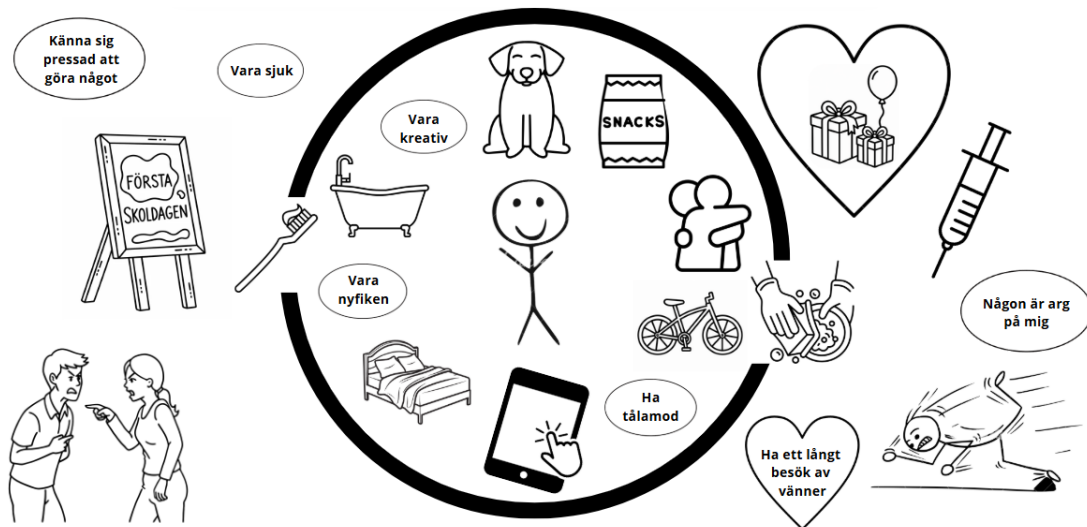 Känna sig
pressad att
göra något
Vara sjuk
Vara
kreativ
SNACKS
FÖRSTA
SKOLDAGEN
Vara
nyfiken
Någon är arg
på mig
Ha
tålamod
Ha ett långt
besök av
vänner